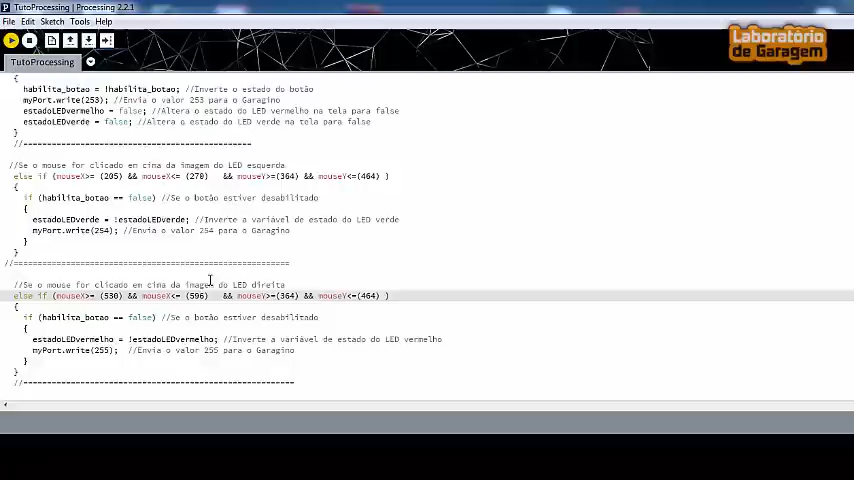 TutoProcessing | Processing 2.2.1
File Edit Sketch Tools Help
Laboratório
de Garagem
TutoProcessing
{
habilita_botao = !habilita_botao; //Inverte o estado do botão
myPort.write(253); //Envia o valor 253 para o Garagino
estadoLEDvermelho = false; //Altera o estado do LED vermelho na tela para false
estadoLEDverde = false; //Altera o estado do LED verde na tela para false
}
//------------------------------------------------
//Se o mouse for clicado em cima da imagem do LED esquerda
else if (mouseX>= (205) && mouseX<= (270) && mouseY>=(364) && mouseY<=(464) )
{
if (habilita_botao == false) //Se o botão estiver desabilitado
{
estadoLEDverde = !estadoLEDverde; //Inverte a variável de estado do LED verde
myPort.write(254); //Envia o valor 254 para o Garagino
}
}
//==========================================================
//Se o mouse for clicado em cima da imagem do LED direita
else if (mouseX>= (530) && mouseX<= (596) && mouseY>=(364) && mouseY<=(464) )
{
if (habilita_botao == false) //Se o botão estiver desabilitado
{
estadoLEDvermelho = !estadoLEDvermelho; //Inverte a variável de estado do LED vermelho
myPort.write(255); //Envia o valor 255 para o Garagino
}
}
//---------------------------------------------------------